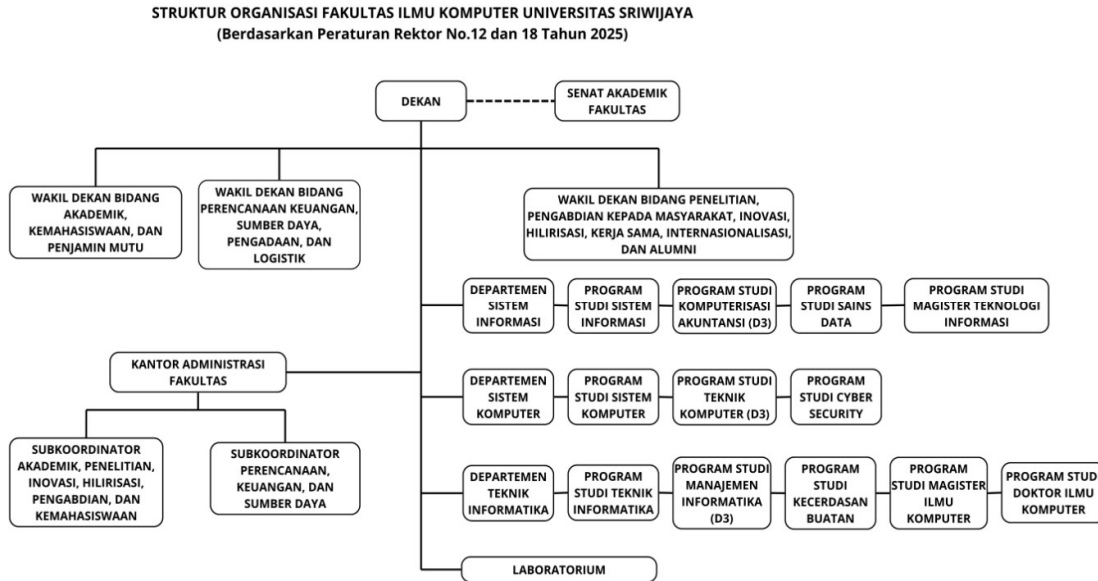 STRUKTUR ORGANISASI FAKULTAS ILMU KOMPUTER UNIVERSITAS SRIWIJAYA
(Berdasarkan Peraturan Rektor No.12 dan 18 Tahun 2025)
DEKAN
SENAT AKADEMIK
FAKULTAS
WAKIL DEKAN BIDANG
AKADEMIK,
KEMAHASISWAAN, DAN
PENJAMIN MUTU
WAKIL DEKAN BIDANG
PERENCANAAN KEUANGAN,
SUMBER DAYA,
PENGADAAN, DAN
LOGISTIK
WAKIL DEKAN BIDANG PENELITIAN,
PENGABDIAN KEPADA MASYARAKAT, INOVASI,
HILIRISASI, KERJA SAMA, INTERNASIONALISASI,
DAN ALUMNI
DEPARTEMEN
SISTEM
INFORMASI
PROGRAM
STUDI SISTEM
INFORMASI
PROGRAM STUDI
KOMPUTERISASI
AKUNTANSI (D3)
PROGRAM
STUDI SAINS
DATA
PROGRAM STUDI
MAGISTER TEKNOLOGI
INFORMASI
KANTOR ADMINISTRASI
FAKULTAS
DEPARTEMEN
SISTEM
KOMPUTER
PROGRAM
STUDI SISTEM
KOMPUTER
PROGRAM STUDI
TEKNIK
KOMPUTER (D3)
PROGRAM
STUDI CYBER
SECURITY
SUBKOORDINATOR
AKADEMIK, PENELITIAN,
INOVASI, HILIRISASI,
PENGABDIAN, DAN
KEMAHASISWAAN
SUBKOORDINATOR
PERENCANAAN,
KEUANGAN, DAN
SUMBER DAYA
DEPARTEMEN
TEKNIK
INFORMATIKA
PROGRAM
STUDI TEKNIK
INFORMATIKA
PROGRAM STUDI
MANAJEMEN
INFORMATIKA
(D3)
PROGRAM
STUDI
KECERDASAN
BUATAN
PROGRAM
STUDI MAGISTER
ILMU
KOMPUTER
PROGRAM STUDI
DOKTOR ILMU
KOMPUTER
LABORATORIUM